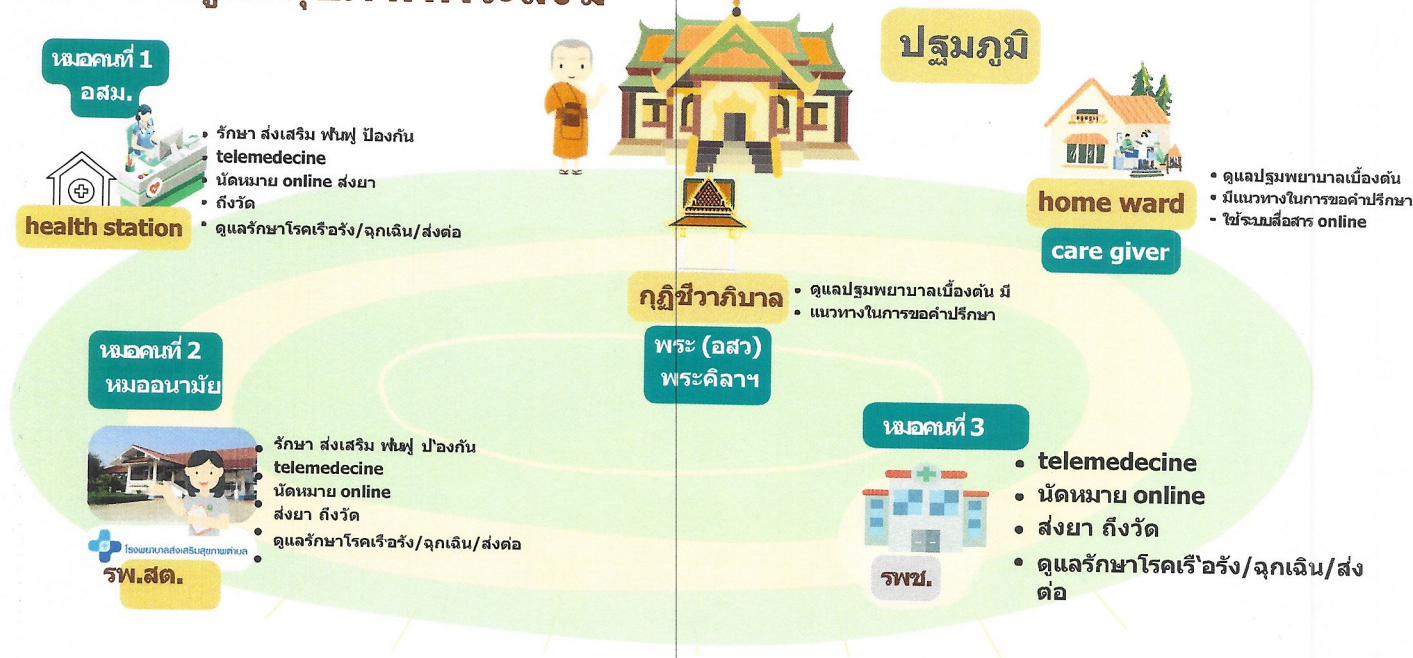 ปฐมภูมิ
หมอคนที่ 1
อสม.
• รักษา ส่งเสริม ฟื้นฟู ป้องกัน
• telemedecine
• นัดหมาย online ส่งยา
• ถึงวัด
• ดูแลรักษาโรคเรื้อรัง/ฉุกเฉิน/ส่งต่อ
health station
• ดูแลปฐมพยาบาลเบื้องต้น
• มีแนวทางในการขอคำปรึกษา
- ใช้ระบบสื่อสาร online
home ward
care giver
กุฏิชีวาภิบาล
• ดูแลปฐมพยาบาลเบื้องต้น มี
• แนวทางในการขอคำปรึกษา
พระ (อสว)
พระคิลาฯ
หมอคนที่ 2
หมออนามัย
• รักษา ส่งเสริม ฟื้นฟู ป้องกัน
• telemedecine
• นัดหมาย online
• ส่งยา ถึงวัด
• ดูแลรักษาโรคเรื้อรัง/ฉุกเฉิน/ส่งต่อ
โรงพยาบาลส่งเสริมสุขภาพตำบล
รพ.สต.
หมอคนที่ 3
• telemedecine
• นัดหมาย online
• ส่งยา ถึงวัด
• ดูแลรักษาโรคเรื้อรัง/ฉุกเฉิน/ส่ง
ต่อ
รพช.